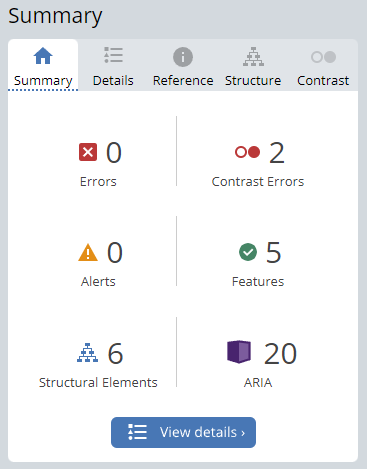 Summary
Summary Details Reference Structure Contrast
0 2
Errors Contrast Errors
0 5
Alerts Features
6 20
Structural Elements ARIA
View details ›